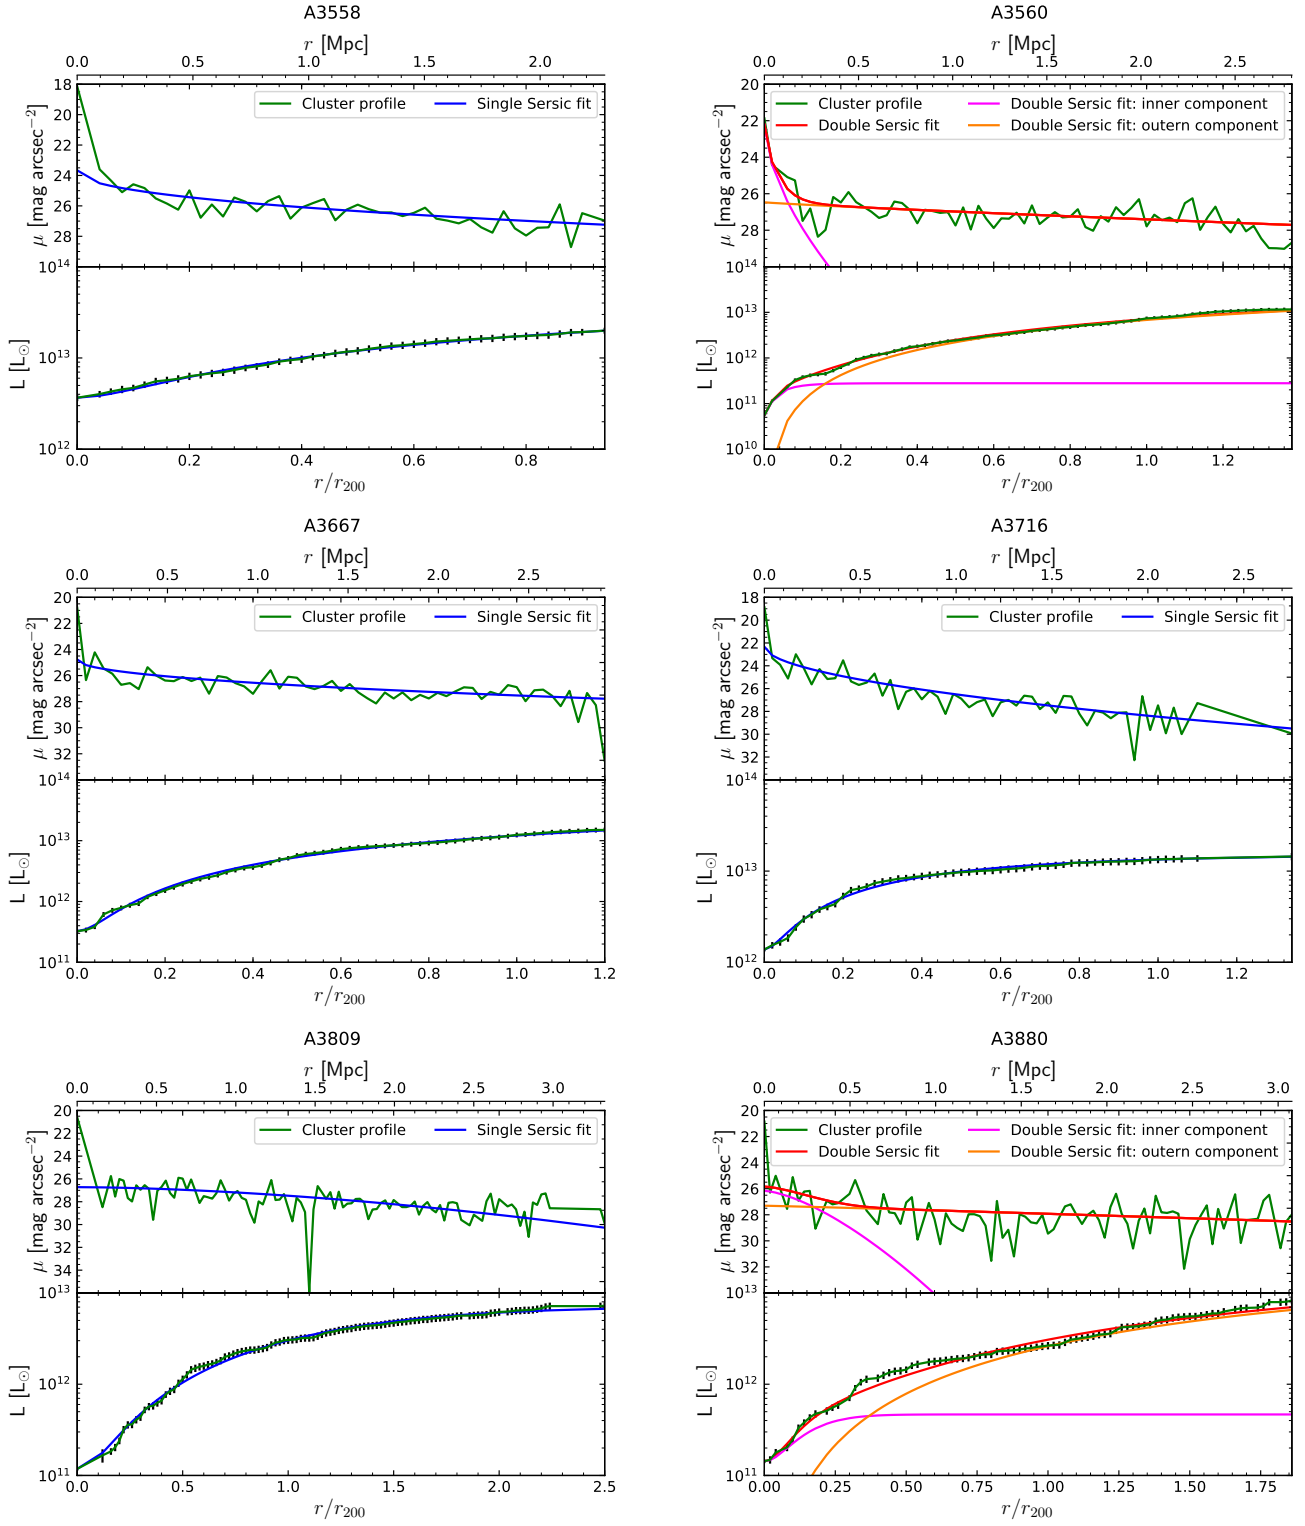 A3558
r [Mpc]
0.0 0.5 1.0 1.5 2.0
18
20
22
24
26
28
μ [mag arcsec⁻²]
Cluster profile Single Sersic fit
10¹⁴
10¹³
10¹²
L [L⊙]
0.0 0.2 0.4 0.6 0.8
r/r₂₀₀
A3560
r [Mpc]
0.0 0.5 1.0 1.5 2.0 2.5
20
22
24
26
28
μ [mag arcsec⁻²]
Cluster profile Double Sersic fit: inner component
Double Sersic fit Double Sersic fit: outern component
10¹⁴
10¹³
10¹²
10¹¹
10¹⁰
L [L⊙]
0.0 0.2 0.4 0.6 0.8 1.0 1.2
r/r₂₀₀
A3667
r [Mpc]
0.0 0.5 1.0 1.5 2.0 2.5
20
22
24
26
28
30
32
μ [mag arcsec⁻²]
Cluster profile Single Sersic fit
10¹⁴
10¹³
10¹²
10¹¹
L [L⊙]
0.0 0.2 0.4 0.6 0.8 1.0 1.2
r/r₂₀₀
A3716
r [Mpc]
0.0 0.5 1.0 1.5 2.0 2.5
18
20
22
24
26
28
30
32
μ [mag arcsec⁻²]
Cluster profile Single Sersic fit
10¹⁴
10¹³
10¹²
L [L⊙]
0.0 0.2 0.4 0.6 0.8 1.0 1.2
r/r₂₀₀
A3809
r [Mpc]
0.0 0.5 1.0 1.5 2.0 2.5 3.0
20
22
24
26
28
30
32
34
μ [mag arcsec⁻²]
Cluster profile Single Sersic fit
10¹³
10¹²
10¹¹
L [L⊙]
0.0 0.5 1.0 1.5 2.0 2.5
r/r₂₀₀
A3880
r [Mpc]
0.0 0.5 1.0 1.5 2.0 2.5 3.0
20
22
24
26
28
30
32
μ [mag arcsec⁻²]
Cluster profile Double Sersic fit: inner component
Double Sersic fit Double Sersic fit: outern component
10¹³
10¹²
10¹¹
L [L⊙]
0.00 0.25 0.50 0.75 1.00 1.25 1.50 1.75
r/r₂₀₀